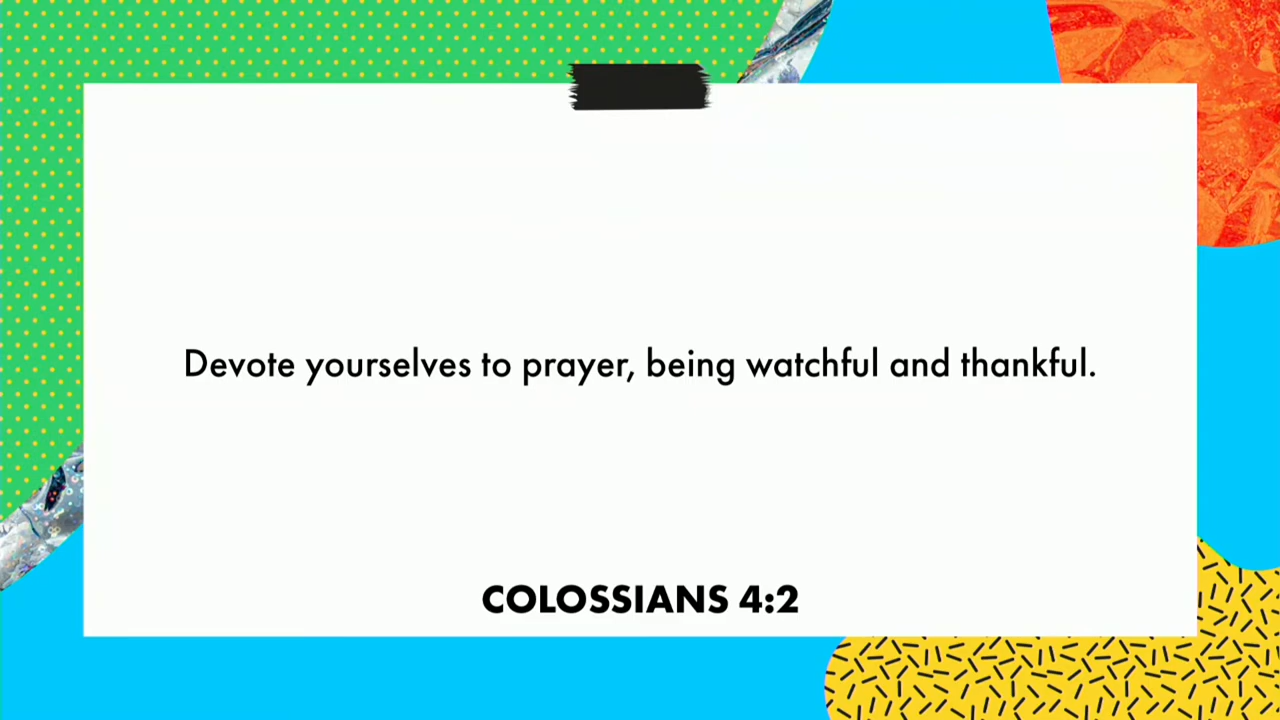 Devote yourselves to prayer, being watchful and thankful.
COLOSSIANS 4:2